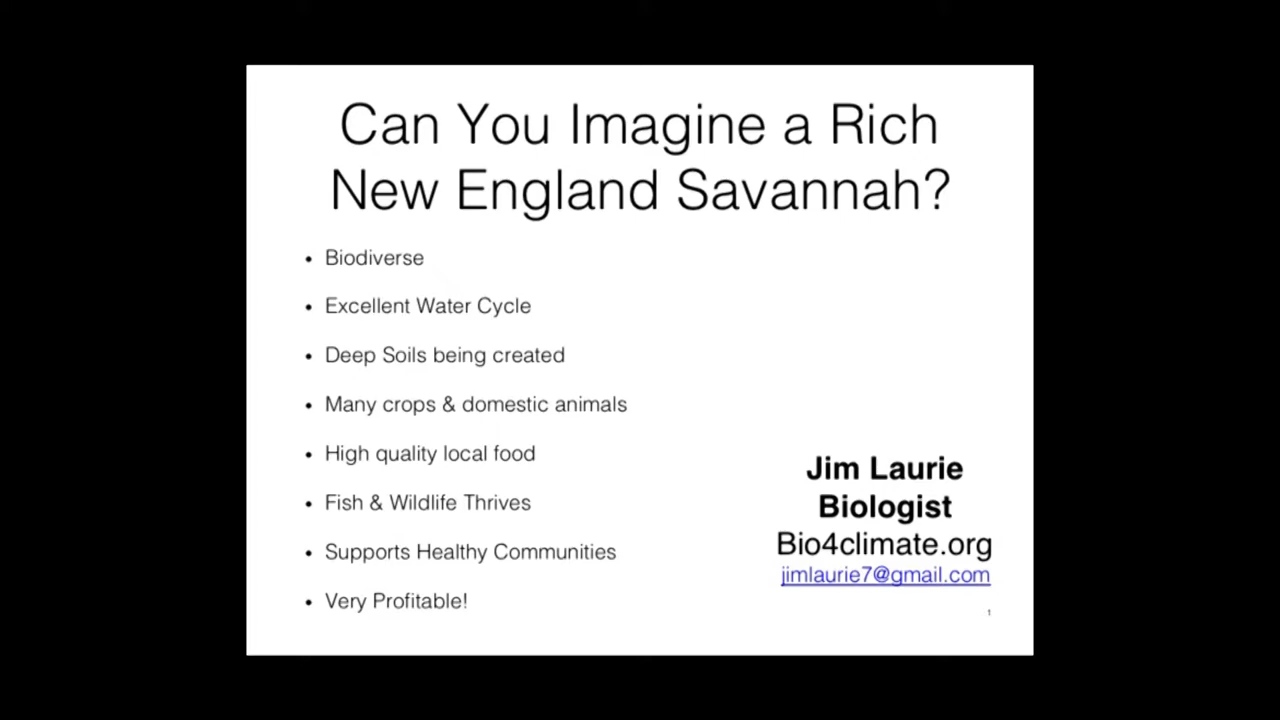 Can You Imagine a Rich
New England Savannah?
• Biodiverse
• Excellent Water Cycle
• Deep Soils being created
• Many crops & domestic animals
• High quality local food
• Fish & Wildlife Thrives
• Supports Healthy Communities
• Very Profitable!
Jim Laurie
Biologist
Bio4climate.org
jimlaurie7@gmail.com
1